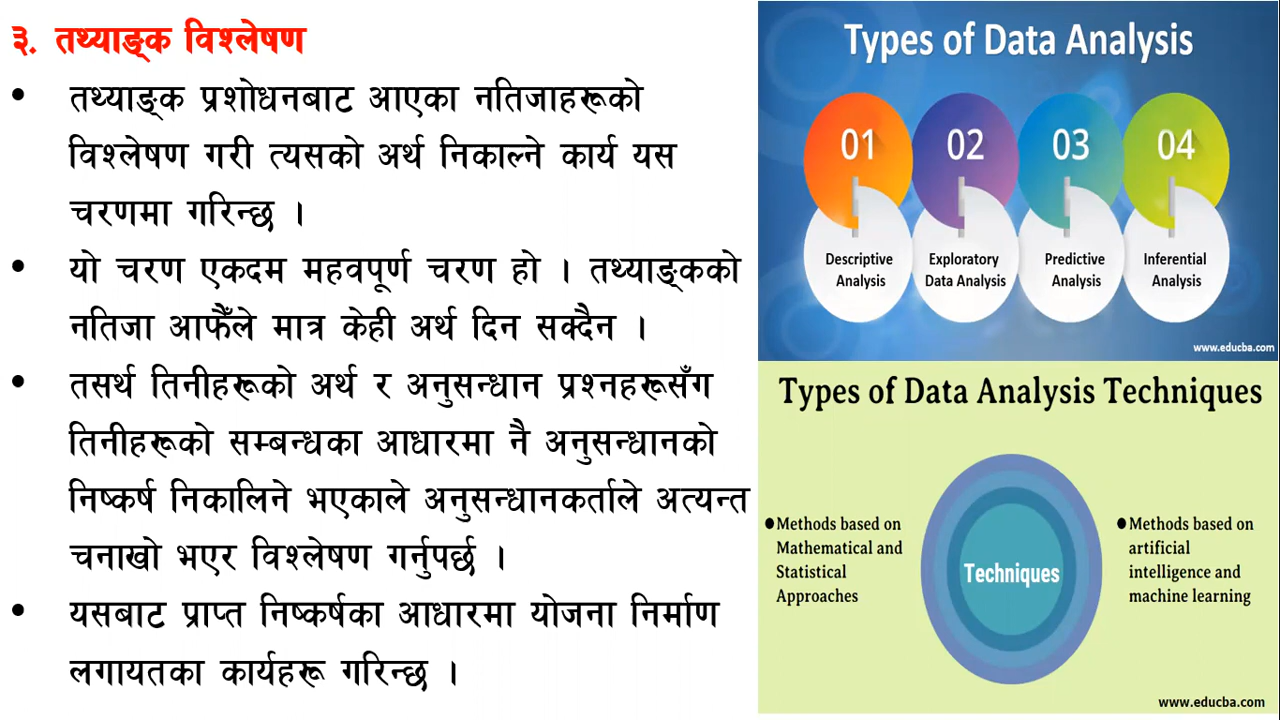 ३. तथ्याङ्क विश्लेषण
• तथ्याङ्क प्रशोधनबाट आएका नतिजाहरूको
विश्लेषण गरी त्यसको अर्थ निकाल्ने कार्य यस
चरणमा गरिन्छ ।
• यो चरण एकदम महवपूर्ण चरण हो । तथ्याङ्कको
नतिजा आफैँले मात्र केही अर्थ दिन सक्दैन ।
• तसर्थ तिनीहरूको अर्थ र अनुसन्धान प्रश्नहरूसँग
तिनीहरूको सम्बन्धका आधारमा नै अनुसन्धानको
निष्कर्ष निकालिने भएकाले अनुसन्धानकर्ताले अत्यन्त
चनाखो भएर विश्लेषण गर्नुपर्छ ।
• यसबाट प्राप्त निष्कर्षका आधारमा योजना निर्माण
लगायतका कार्यहरू गरिन्छ ।
Types of Data Analysis
01 02 03 04
Descriptive Exploratory Predictive Inferential
Analysis Data Analysis Analysis Analysis
www.educba.com
Types of Data Analysis Techniques
● Methods based on
Mathematical and
Statistical
Approaches
Techniques
● Methods based on
artificial
intelligence and
machine learning
www.educba.com